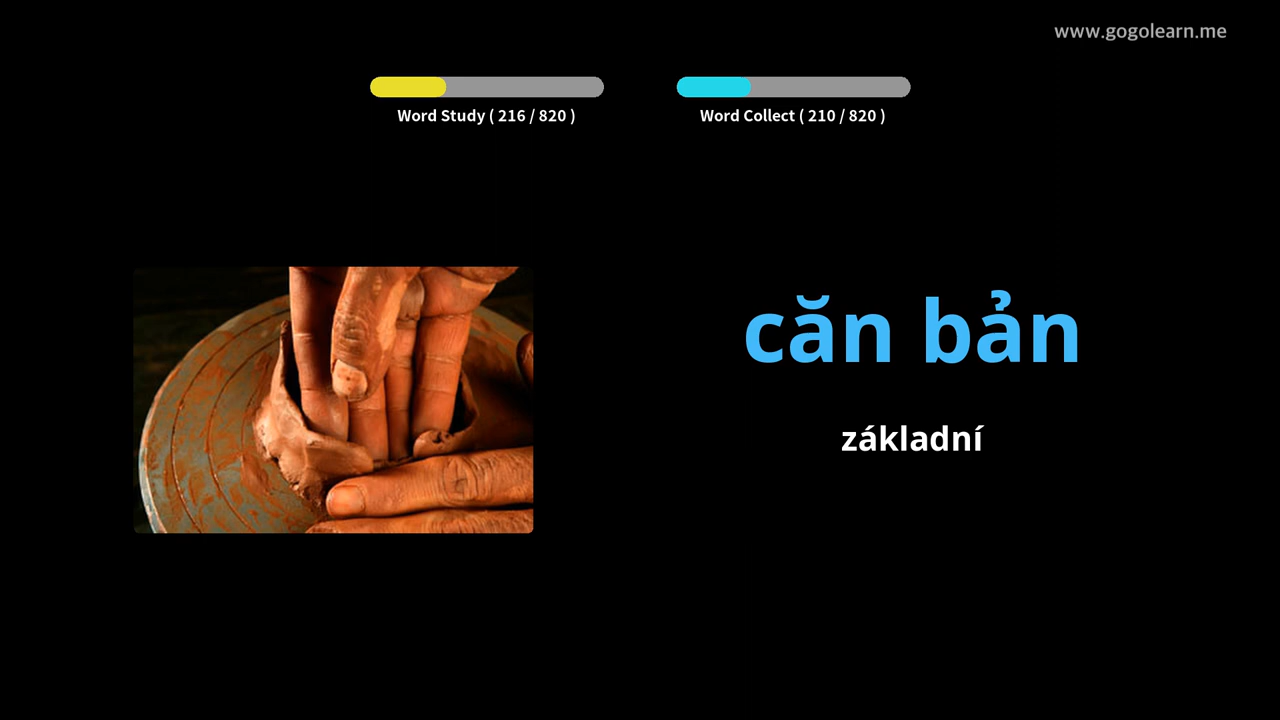 www.gogolearn.me
Word Study ( 216 / 820 )
Word Collect ( 210 / 820 )
căn bản
základní